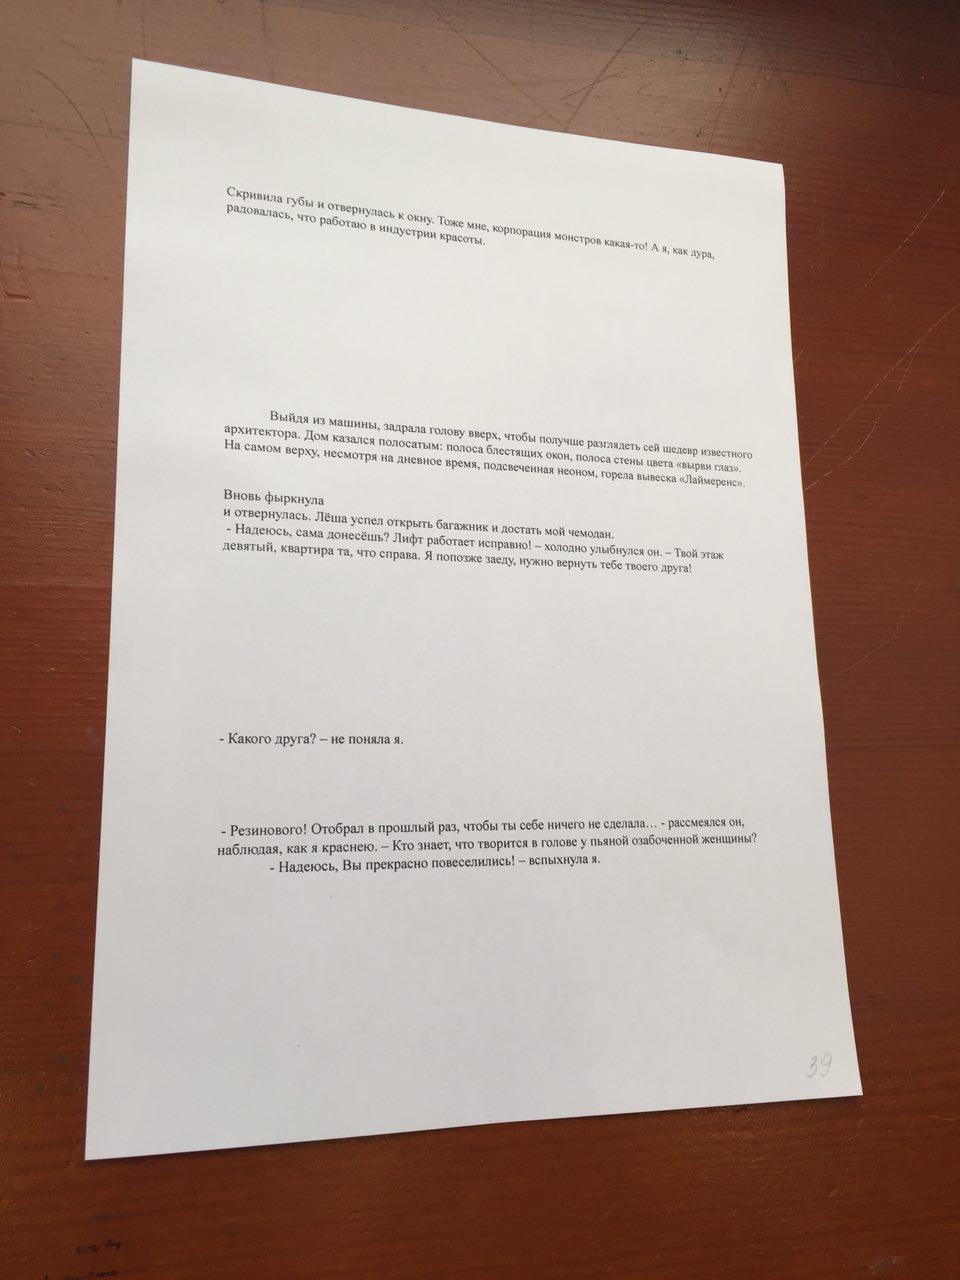 Скривила губы и отвернулась к окну. Тоже мне, корпорация монстров какая-то! А я, как дура,
радовалась, что работаю в индустрии красоты.
Выйдя из машины, задрала голову вверх, чтобы получше разглядеть сей шедевр известного
архитектора. Дом казался полосатым: полоса блестящих окон, полоса стены цвета «вырви глаз».
На самом верху, несмотря на дневное время, подсвеченная неоном, горела вывеска «Лаймеренс».
Вновь фыркнула
и отвернулась. Лёша успел открыть багажник и достать мой чемодан.
- Надеюсь, сама донесёшь? Лифт работает исправно! – холодно улыбнулся он. – Твой этаж
девятый, квартира та, что справа. Я попозже заеду, нужно вернуть тебе твоего друга!
- Какого друга? – не поняла я.
- Резинового! Отобрал в прошлый раз, чтобы ты себе ничего не сделала… - рассмеялся он,
наблюдая, как я краснею. – Кто знает, что творится в голове у пьяной озабоченной женщины?
- Надеюсь, Вы прекрасно повеселились! – вспыхнула я.
39